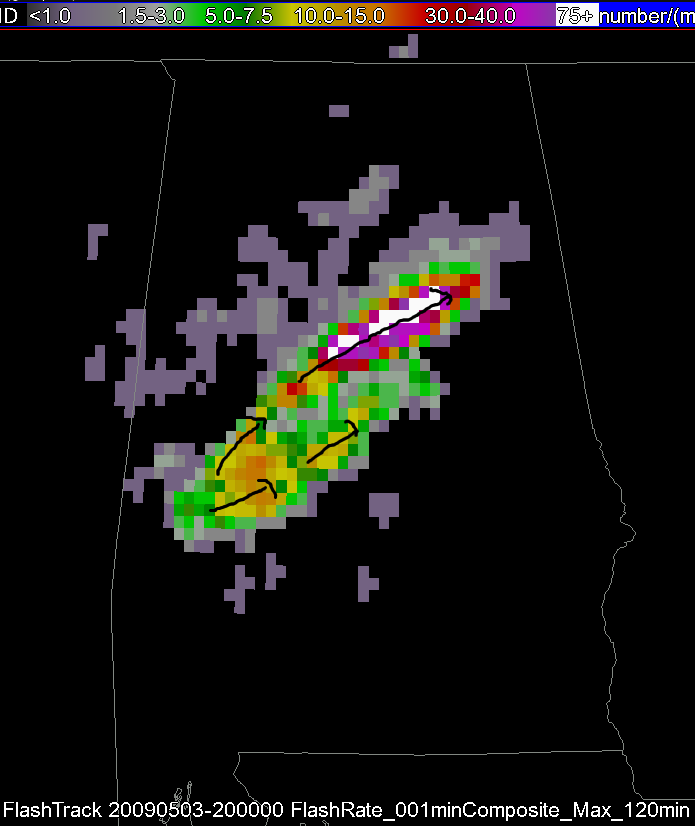 ID <1.0 1.5-3.0 5.0-7.5 10.0-15.0 30.0-40.0 75+ number/(m
FlashTrack 20090503-200000 FlashRate_001minComposite_Max_120min